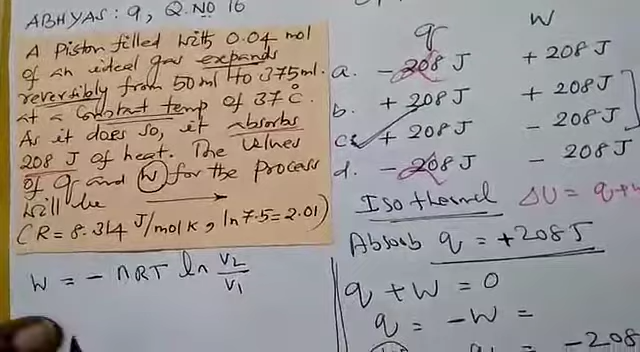 ABHYAS : 9, Q.NO 16
A Piston filled with 0.04 mol
of an ideal gas expands
reversibly from 50 ml to 375 ml.
at a constant temp of 37°C.
As it does so, it absorbs
208 J of heat. The values
of q and W for the process
will be
(R = 8.314 J/mol K, ln 7.5 = 2.01)
W = - nRT ln V2/V1
q W
a. - 208 J + 208 J
b. + 208 J + 208 J
c. + 208 J - 208 J
d. - 208 J - 208 J
Isothermal ΔU = q+w
Absorb q = +208 J
q + W = 0
q = - W =
= -208